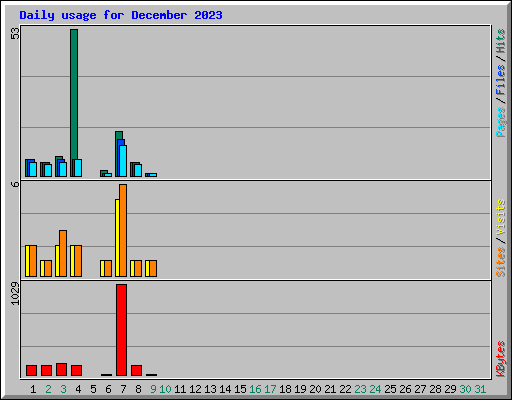 Daily usage for December 2023
53
Pages / Files / Hits
6
Sites / Visits
1029
KBytes
1 2 3 4 5 6 7 8 9 10 11 12 13 14 15 16 17 18 19 20 21 22 23 24 25 26 27 28 29 30 31